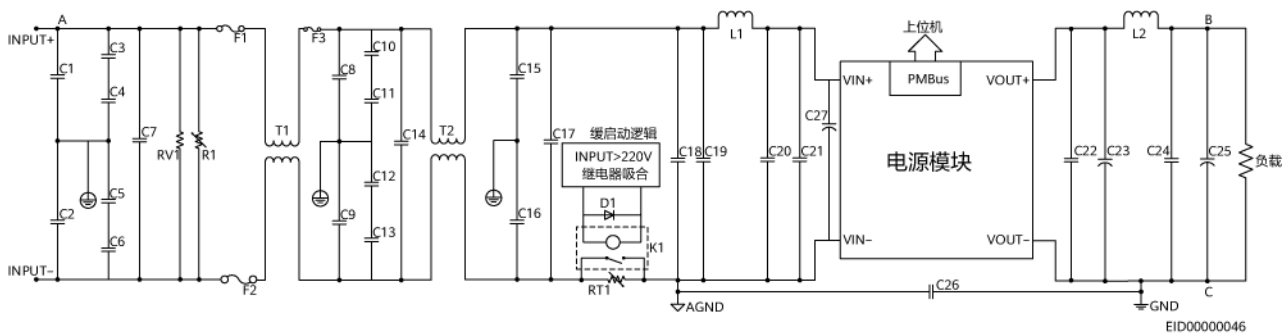 A
INPUT+
C1
C3
C4
C2
C5
C6
C7
RV1
R1
F1
F2
T1
F3
C8
C9
C10
C11
C12
C13
C14
T2
C15
C16
C17
缓启动逻辑
INPUT>220V
继电器吸合
D1
K1
RT1
C18
C19
L1
C20
C21
C27
上位机
PMBus
VIN+
VOUT+
电源模块
VIN−
VOUT−
L2
B
C22
C23
C24
C25
负载
INPUT−
AGND
C26
GND
C
EID00000046